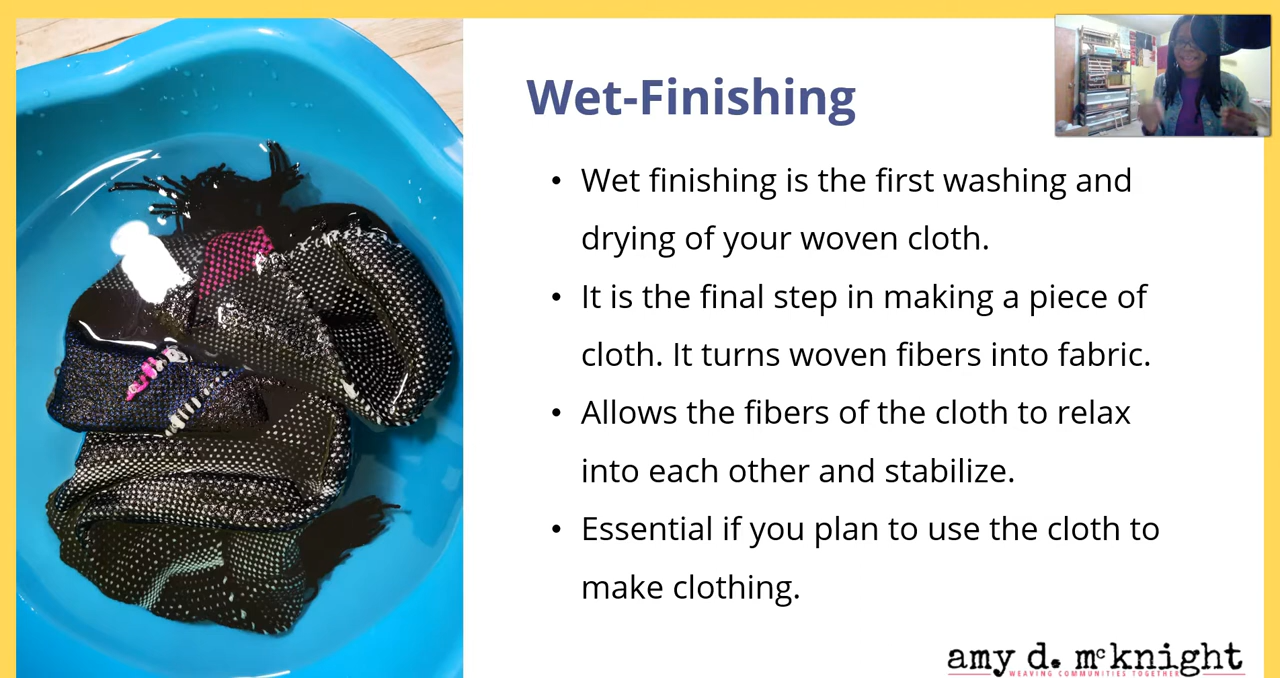 Wet-Finishing
• Wet finishing is the first washing and
drying of your woven cloth.
• It is the final step in making a piece of
cloth. It turns woven fibers into fabric.
• Allows the fibers of the cloth to relax
into each other and stabilize.
• Essential if you plan to use the cloth to
make clothing.
amy d. mcknight
WEAVING COMMUNITIES TOGETHER